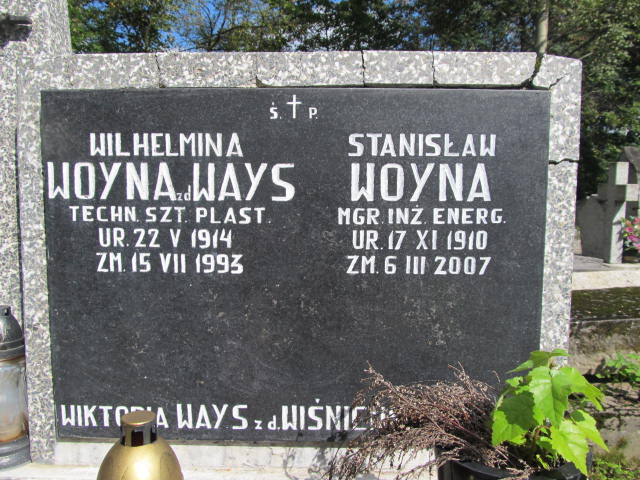 Ś. P.
WILHELMINA
WOYNA z d WAYS
TECHN. SZT. PLAST.
UR. 22 V 1914
ZM. 15 VII 1993
STANISŁAW
WOYNA
MGR. INŻ. ENERG.
UR. 17 XI 1910
ZM. 6 III 2007
WIKTORIA WAYS z d.